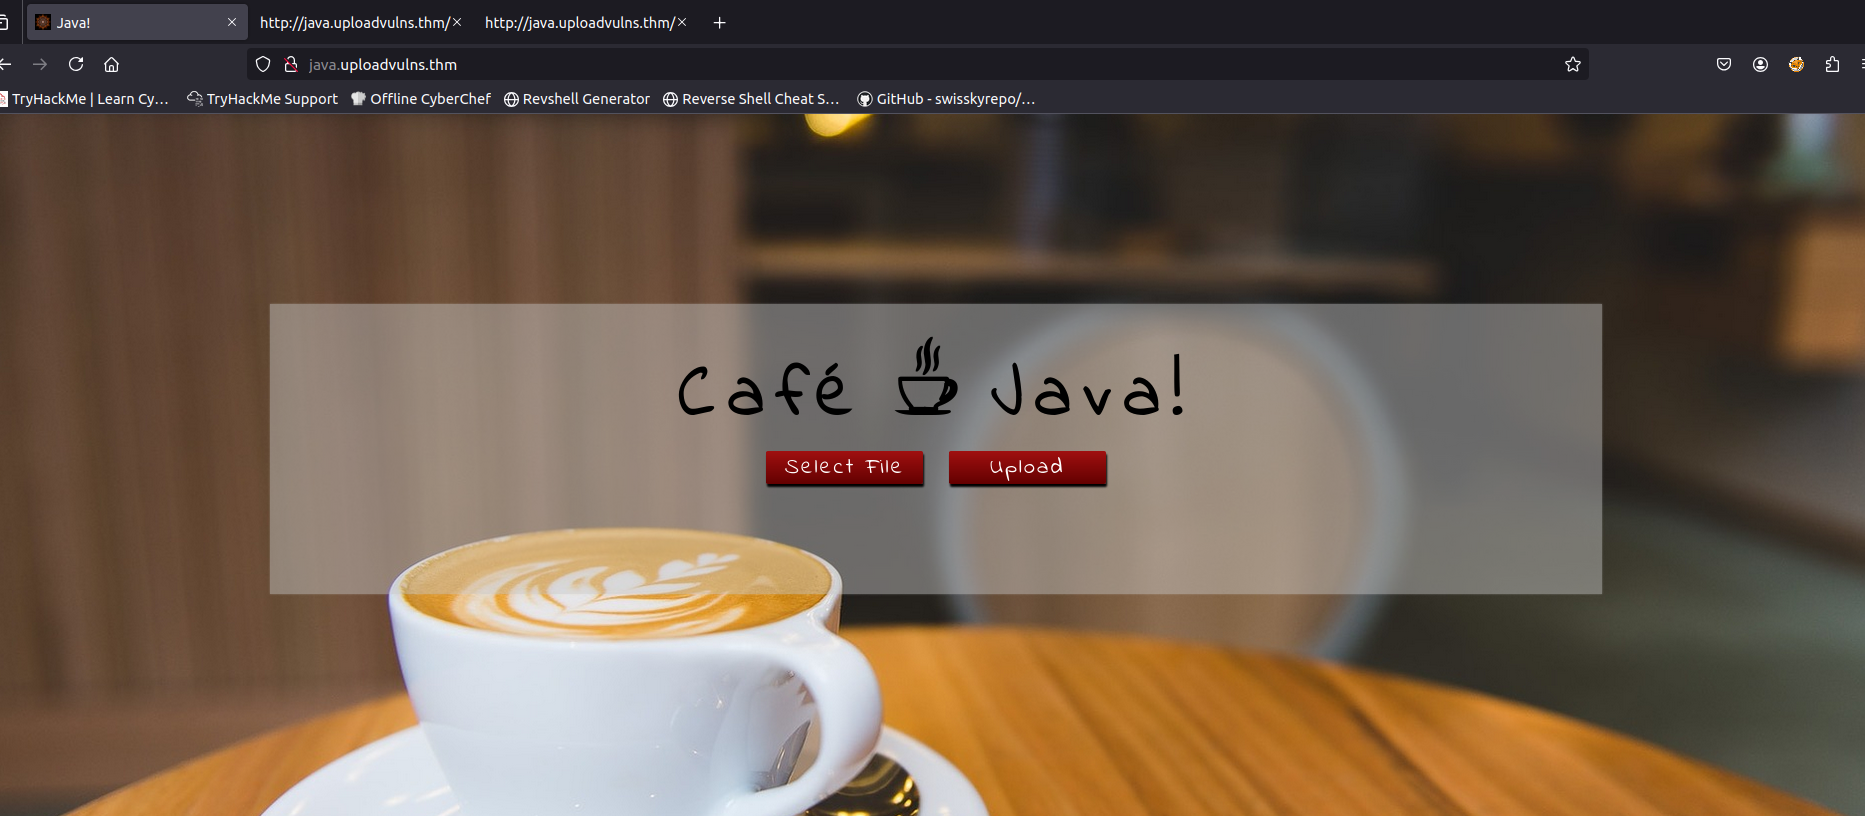 Java!
http://java.uploadvulns.thm/
http://java.uploadvulns.thm/
java.uploadvulns.thm
TryHackMe | Learn Cy…
TryHackMe Support
Offline CyberChef
Revshell Generator
Reverse Shell Cheat S…
GitHub - swisskyrepo/…
Café Java!
Select File
Upload